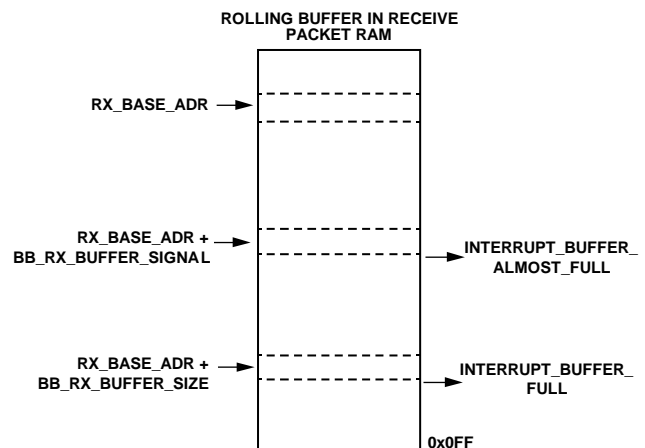 ROLLING BUFFER IN RECEIVE
PACKET RAM
RX_BASE_ADR
RX_BASE_ADR +
BB_RX_BUFFER_SIGNAL
INTERRUPT_BUFFER_
ALMOST_FULL
RX_BASE_ADR +
BB_RX_BUFFER_SIZE
INTERRUPT_BUFFER_
FULL
0x0FF